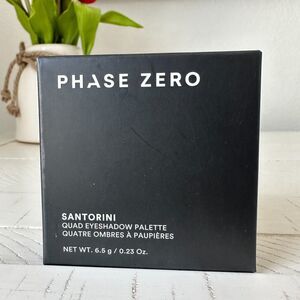 PHASE ZERO
SANTORINI
QUAD EYESHADOW PALETTE
QUATRE OMBRES À PAUPIÈRES
NET WT. 6.5 g / 0.23 Oz.